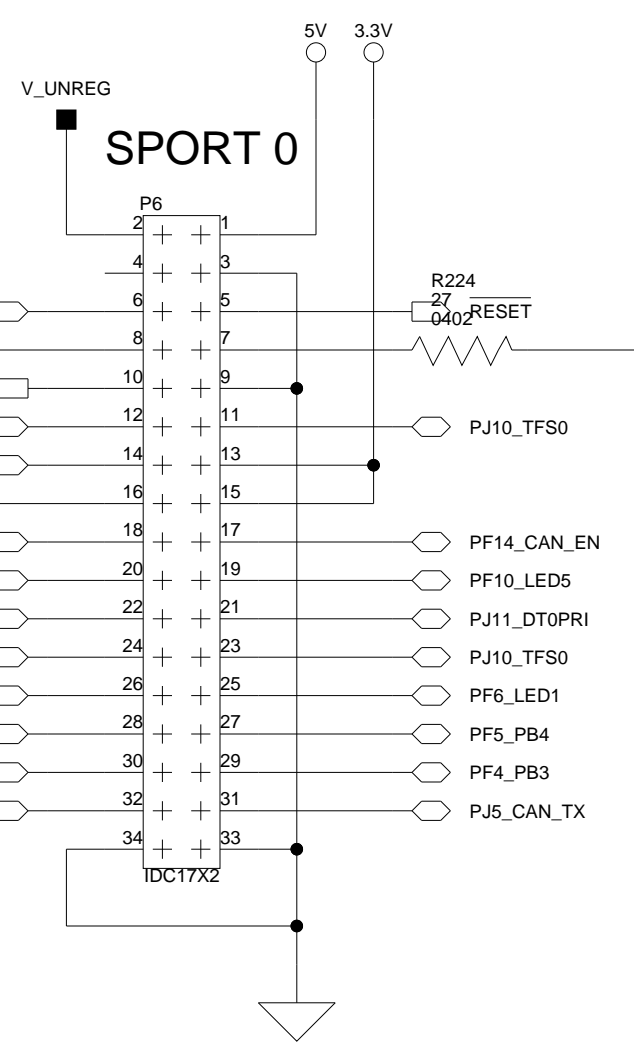 5V 3.3V
V_UNREG
SPORT 0
P6
2 1
4 3
R224
27
0402
6 5 RESET
8 7
10 9
12 11 PJ10_TFS0
14 13
16 15
18 17 PF14_CAN_EN
20 19 PF10_LED5
22 21 PJ11_DT0PRI
24 23 PJ10_TFS0
26 25 PF6_LED1
28 27 PF5_PB4
30 29 PF4_PB3
32 31 PJ5_CAN_TX
34 33
IDC17X2